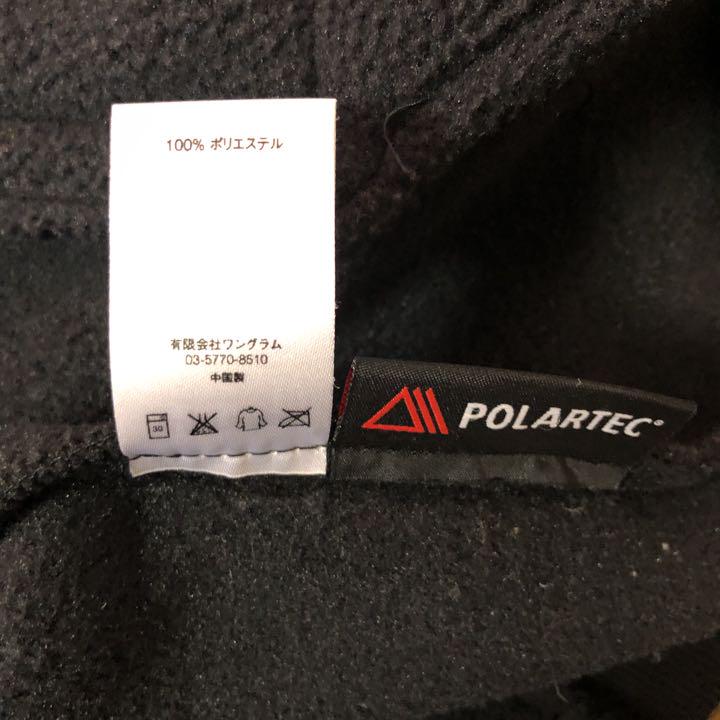 100% ポリエステル
有限会社ワングラム
03-5770-8510
中国製
30
POLARTEC®